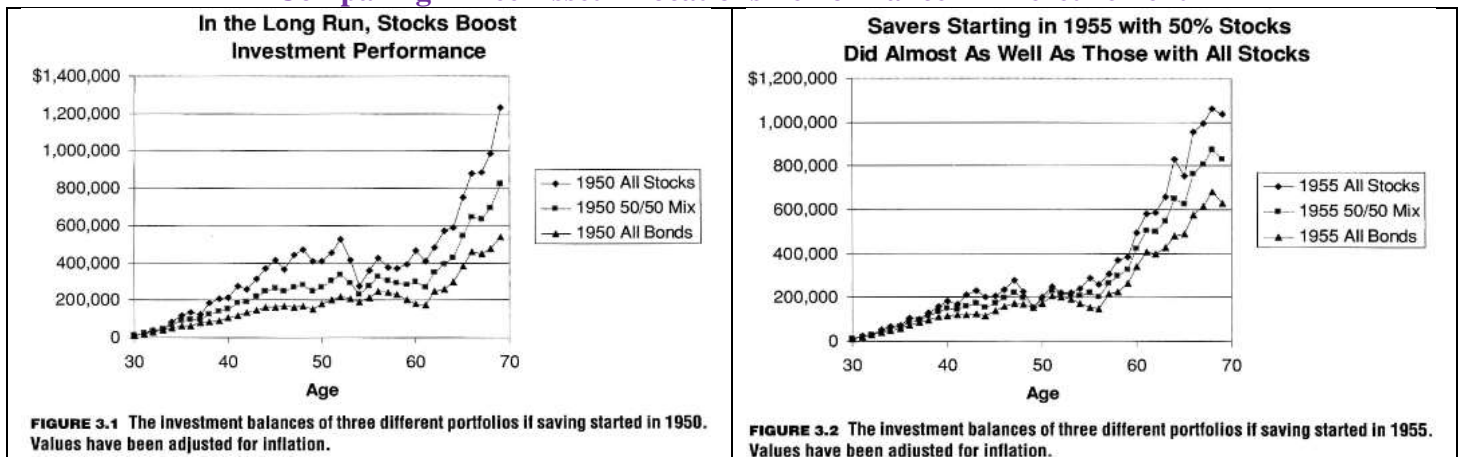 In the Long Run, Stocks Boost
Investment Performance
$1,400,000
1,200,000
1,000,000
800,000
600,000
400,000
200,000
0
30
40
50
60
70
Age
1950 All Stocks
1950 50/50 Mix
1950 All Bonds
FIGURE 3.1 The investment balances of three different portfolios if saving started in 1950.
Values have been adjusted for inflation.
Savers Starting in 1955 with 50% Stocks
Did Almost As Well As Those with All Stocks
$1,200,000
1,000,000
800,000
600,000
400,000
200,000
0
30
40
50
60
70
Age
1955 All Stocks
1955 50/50 Mix
1955 All Bonds
FIGURE 3.2 The investment balances of three different portfolios if saving started in 1955.
Values have been adjusted for inflation.